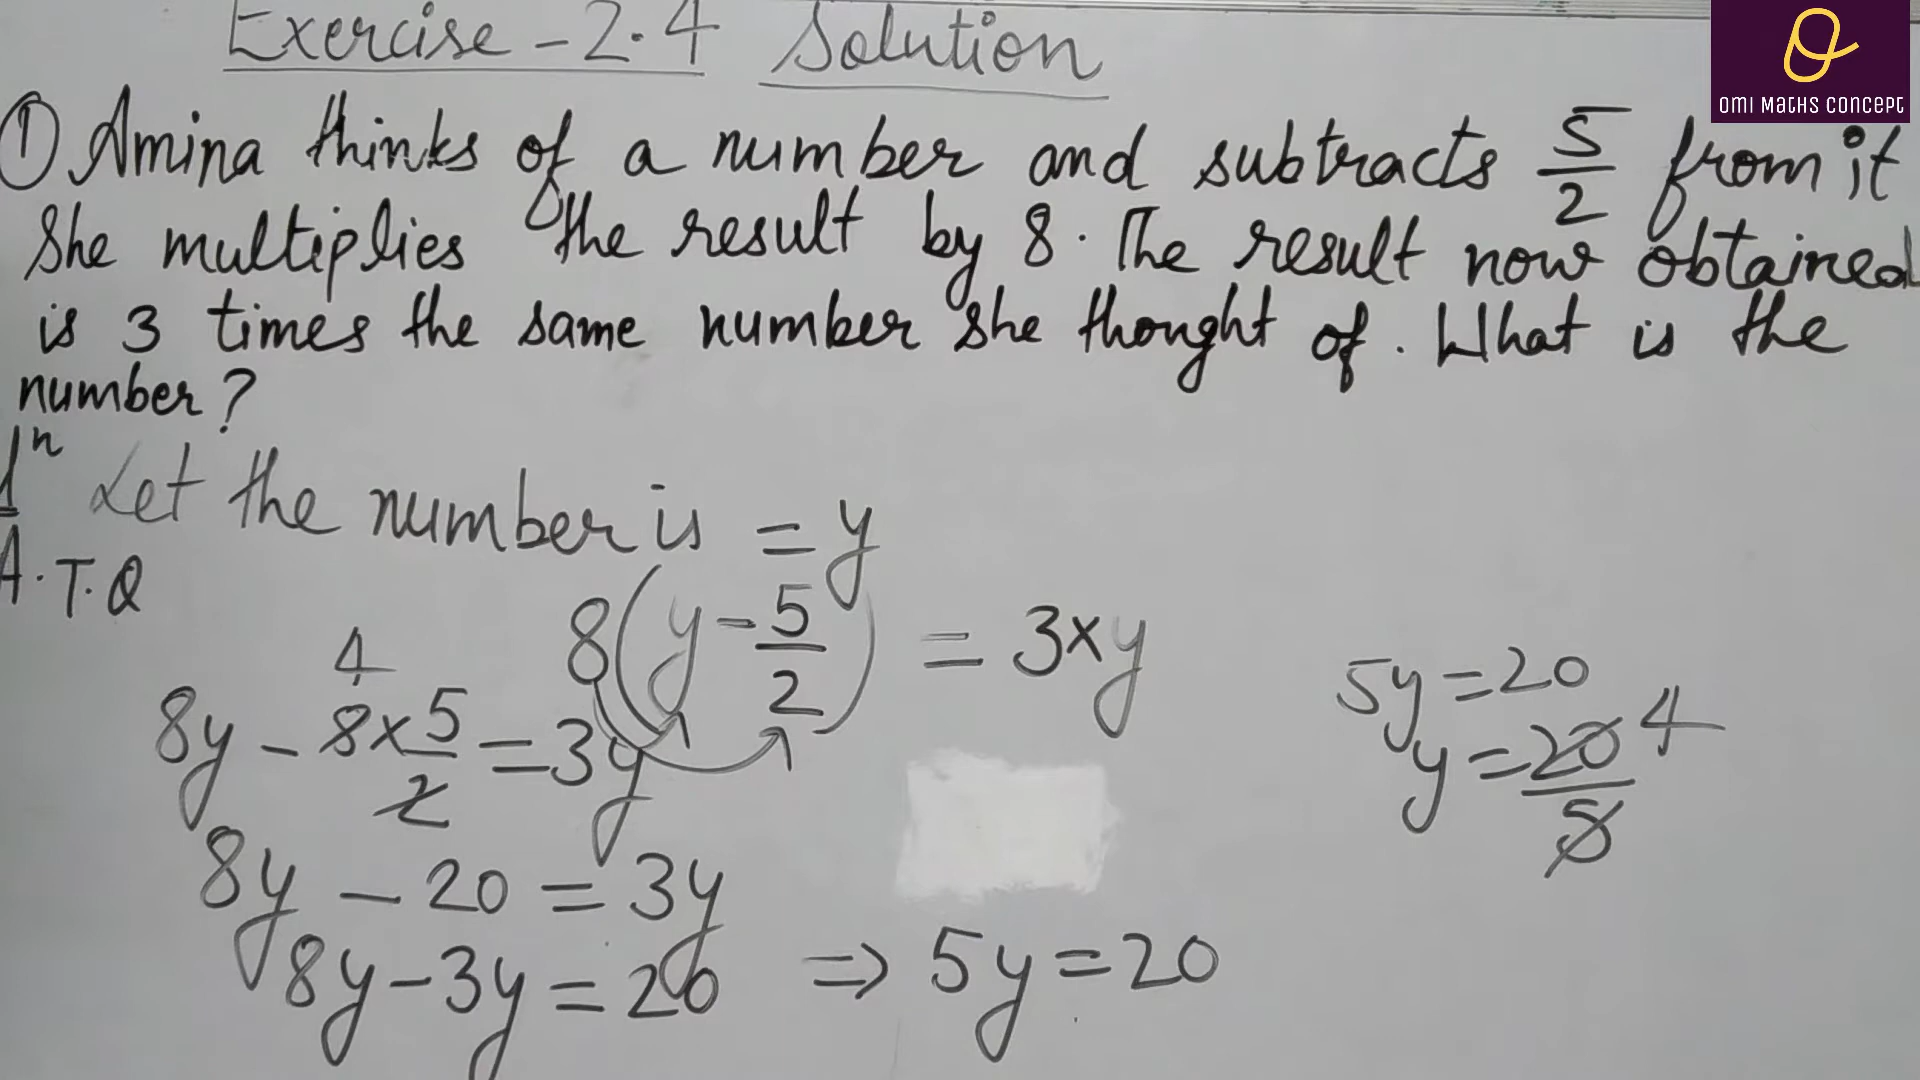 Exercise - 2.4 Solution
OMI MATHS CONCEPT
① Amina thinks of a number and subtracts 5/2 from it
She multiplies the result by 8. The result now obtained
is 3 times the same number she thought of. What is the
number?
lⁿ Let the number is = y
A.T.Q
8(y - 5/2) = 3×y
4
8y - 8×5/2 = 3y
8y - 20 = 3y
8y - 3y = 20 ⇒ 5y = 20
5y = 20
y = 20/5 4